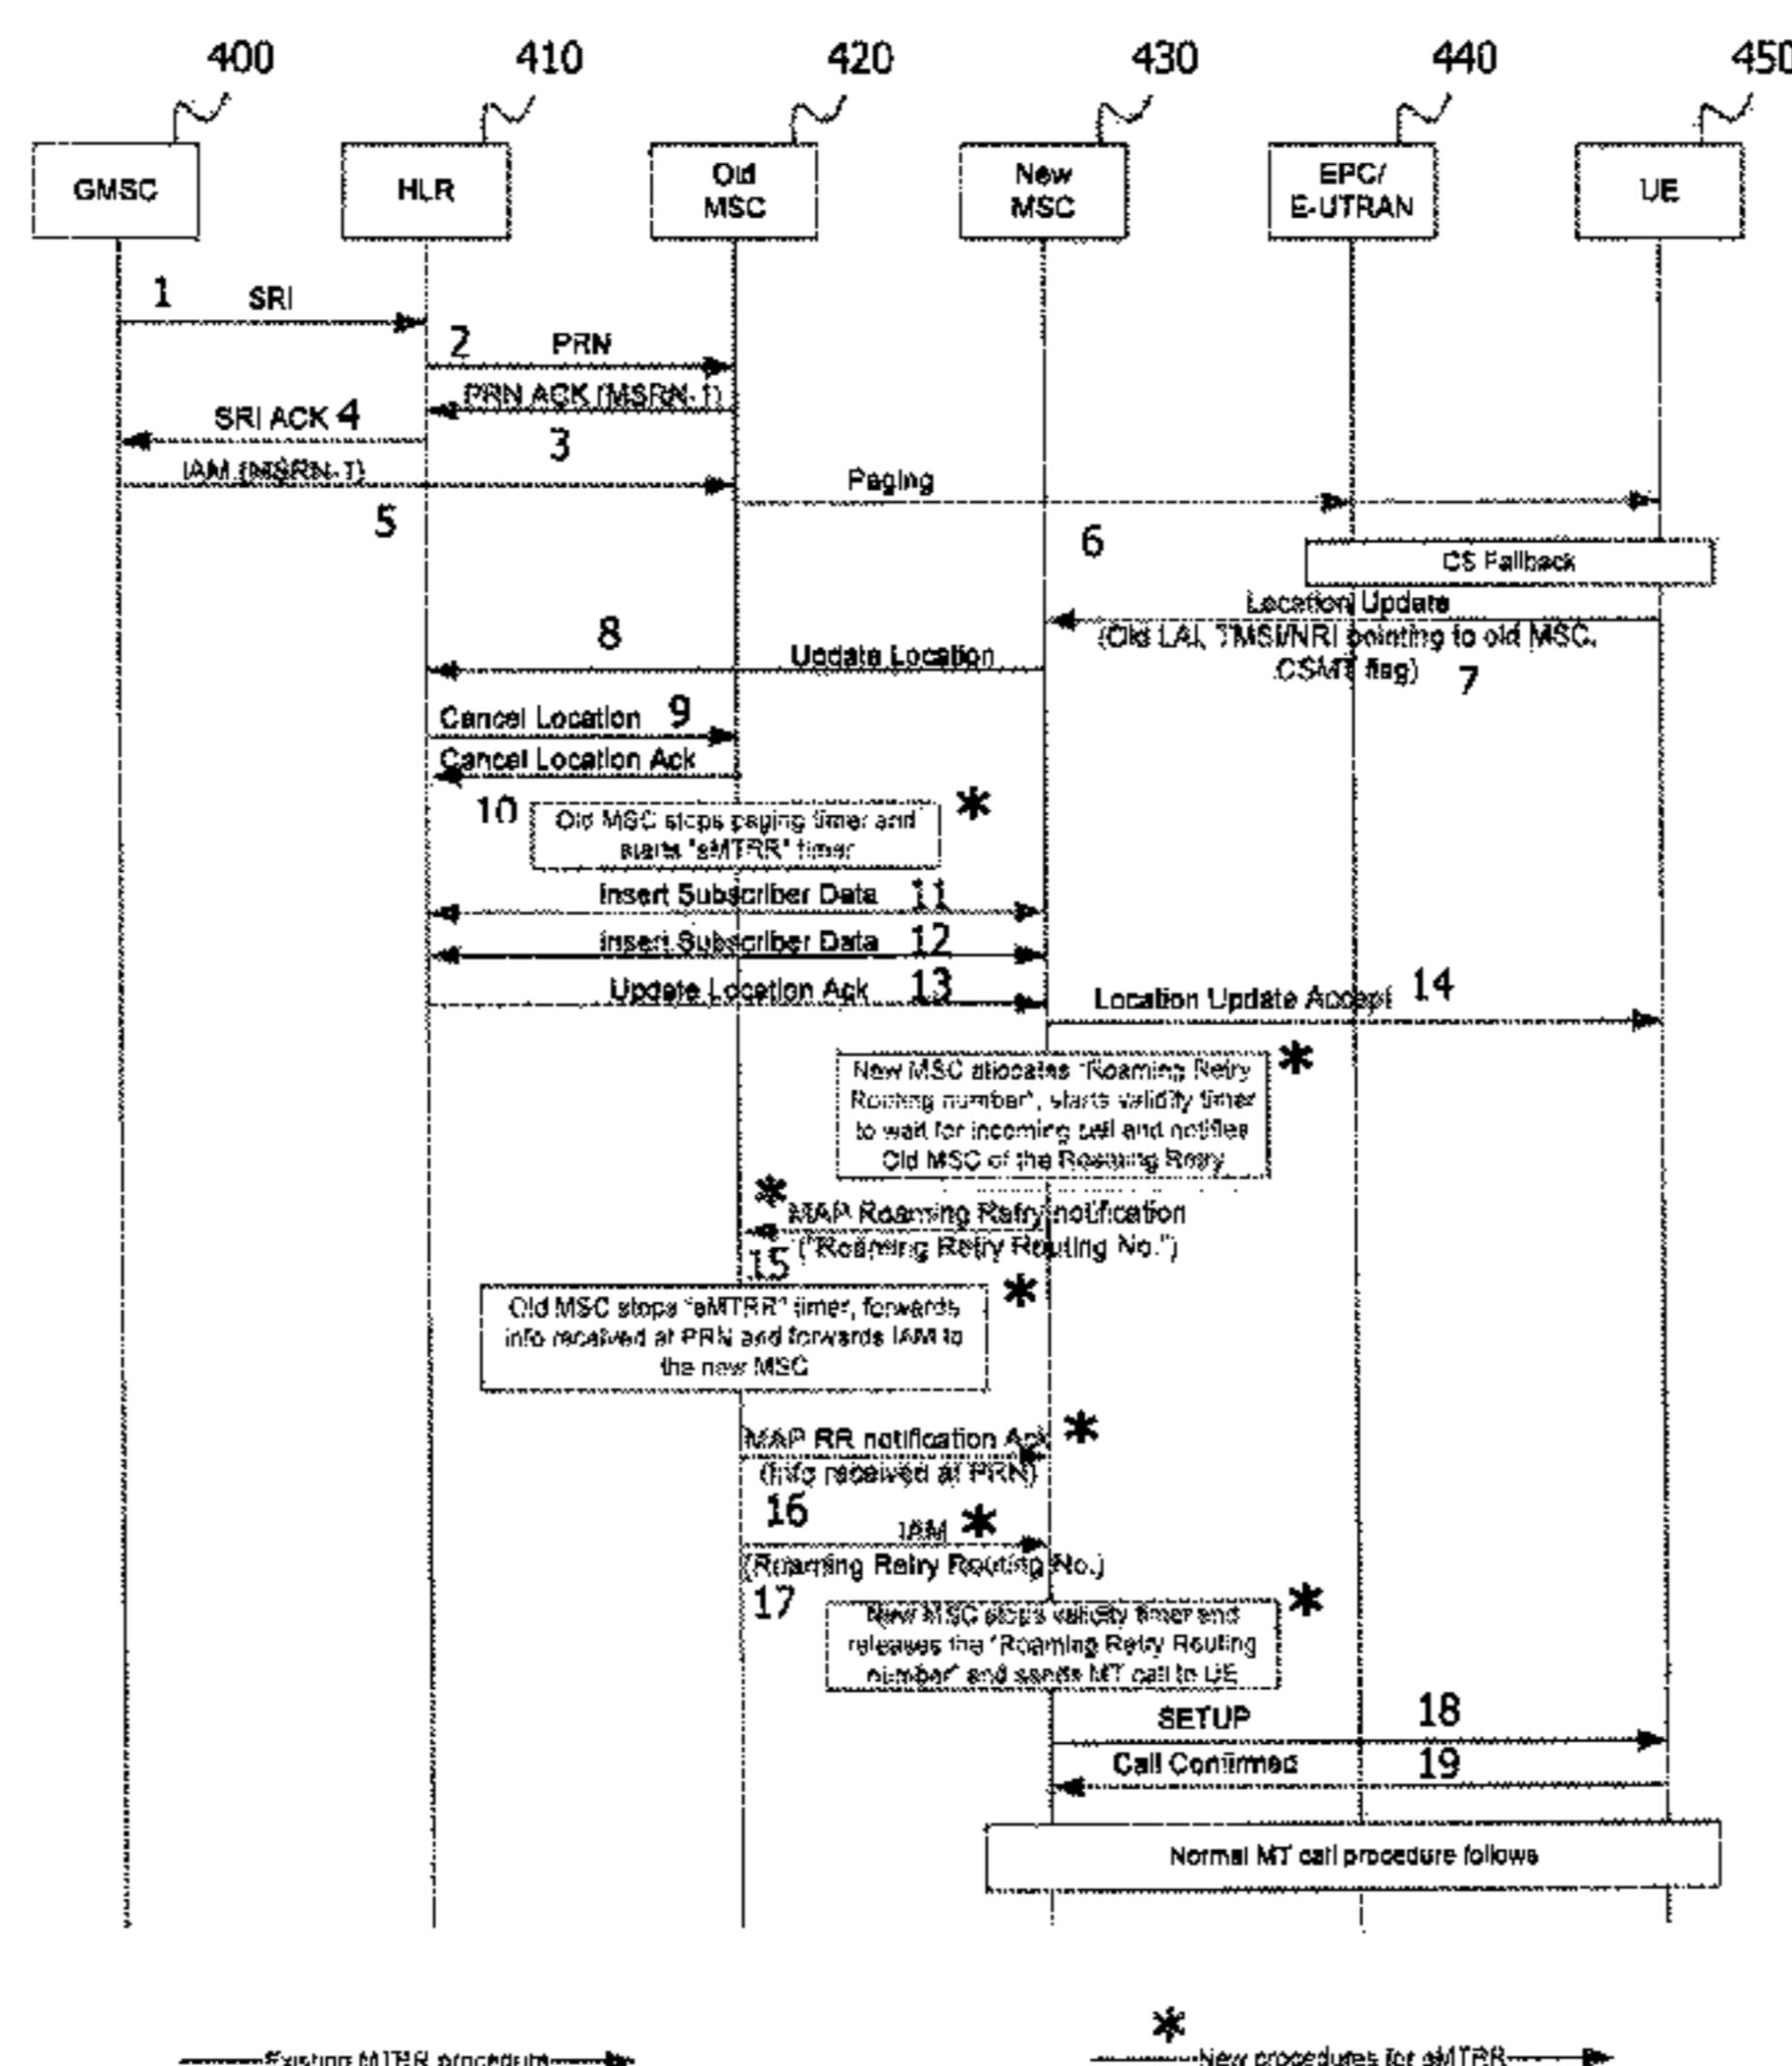 400 410 420 430 440 450
GMSC
HLR
Old
MSC
New
MSC
EPC/
E-UTRAN
UE
1 SRI
2 PRN
PRN ACK (MSRN-1)
SRI ACK 4
3
IAM (MSRN-1)
5
Paging
6
CS Fallback
Location Update
(Old LAI, TMSI/NRI pointing to old MSC,
CSMT flag) 7
8
Update Location
Cancel Location 9
Cancel Location Ack
10
Old MSC stops paging timer and
starts "eMTRR" timer
*
Insert Subscriber Data 11
Insert Subscriber Data 12
Update Location Ack 13
Location Update Accept 14
New MSC allocates "Roaming Retry
Routing number", starts validity timer
to wait for incoming call and notifies
Old MSC of the Roaming Retry
*
*
MAP Roaming Retry notification
("Roaming Retry Routing No.")
15
Old MSC stops "eMTRR" timer, forwards
info received at PRN and forwards IAM to
the new MSC
*
MAP RR notification Ack *
(Info received at PRN)
16
IAM *
(Roaming Retry Routing No.)
17
New MSC stops validity timer and
releases the "Roaming Retry Routing
number" and sends MT call to UE
*
SETUP 18
Call Confirmed 19
Normal MT call procedure follows
Existing MTRR procedure
*
New procedures for eMTRR